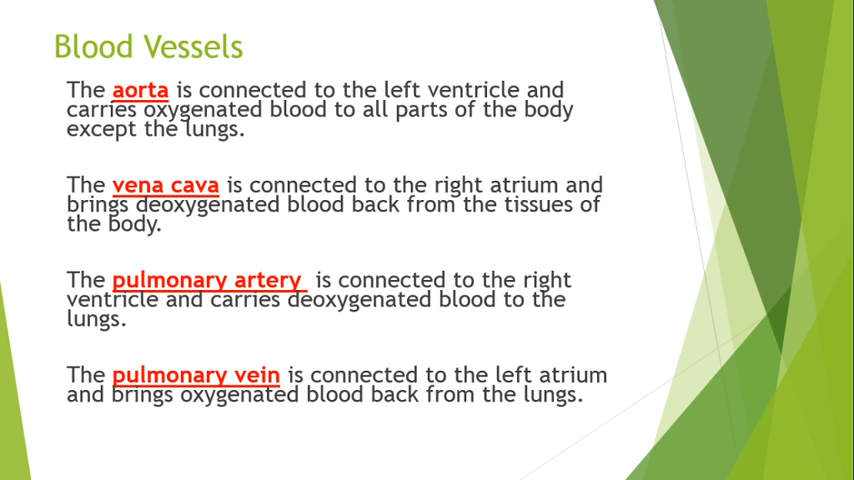 Blood Vessels
The aorta is connected to the left ventricle and
carries oxygenated blood to all parts of the body
except the lungs.
The vena cava is connected to the right atrium and
brings deoxygenated blood back from the tissues of
the body.
The pulmonary artery is connected to the right
ventricle and carries deoxygenated blood to the
lungs.
The pulmonary vein is connected to the left atrium
and brings oxygenated blood back from the lungs.